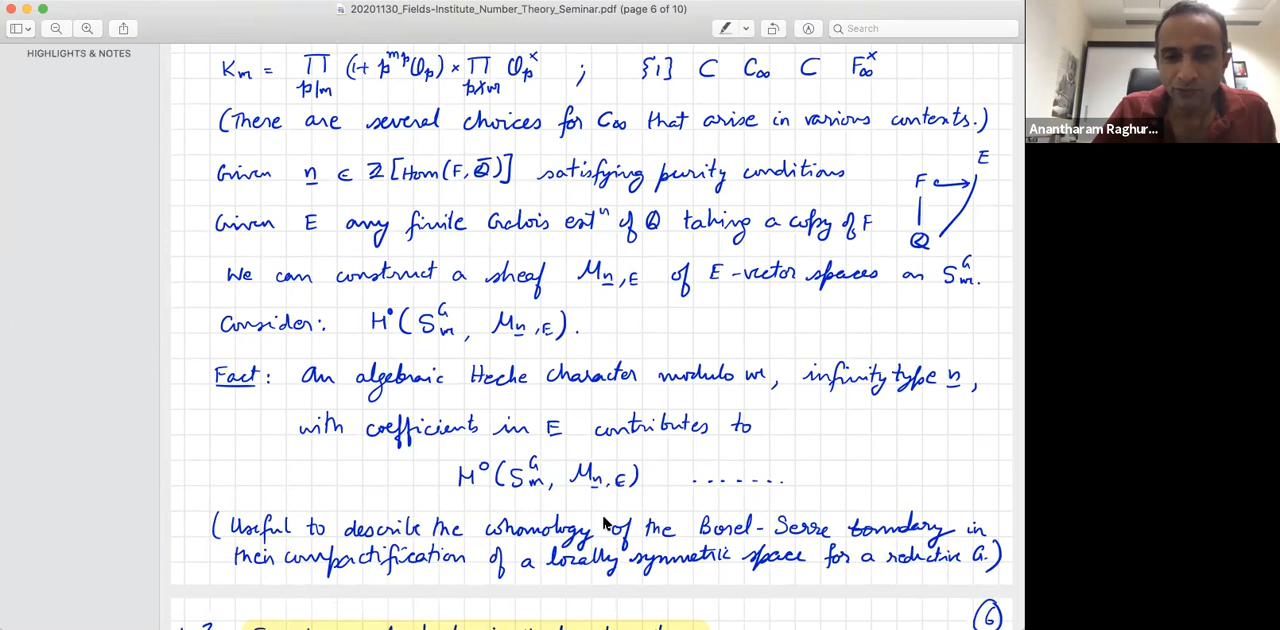 20201130_Fields-Institute_Number_Theory_Seminar.pdf (page 6 of 10)
Search
HIGHLIGHTS & NOTES
K_m = ∏_{p|m} (1 + p^{m_p} O_p) × ∏_{p∤m} O_p^× ; {1} ⊂ C_∞ ⊂ F_∞^×
(There are several choices for C_∞ that arise in various contexts.)
Given n ∈ Z[Hom(F, Q̄)] satisfying purity conditions
Given E any finite Galois extⁿ of Q taking a copy of F
F E
Q
We can construct a sheaf M_{n,E} of E-vector spaces on S_m^G.
Consider: H⁰(S_m^G, M_{n,E}).
Fact: An algebraic Hecke character modulo m, infinity type n,
with coefficients in E contributes to
H⁰(S_m^G, M_{n,E}) .......
(Useful to describe the cohomology of the Borel-Serre boundary in
their compactification of a locally symmetric space for a reductive G.)
6
Anantharam Raghur...